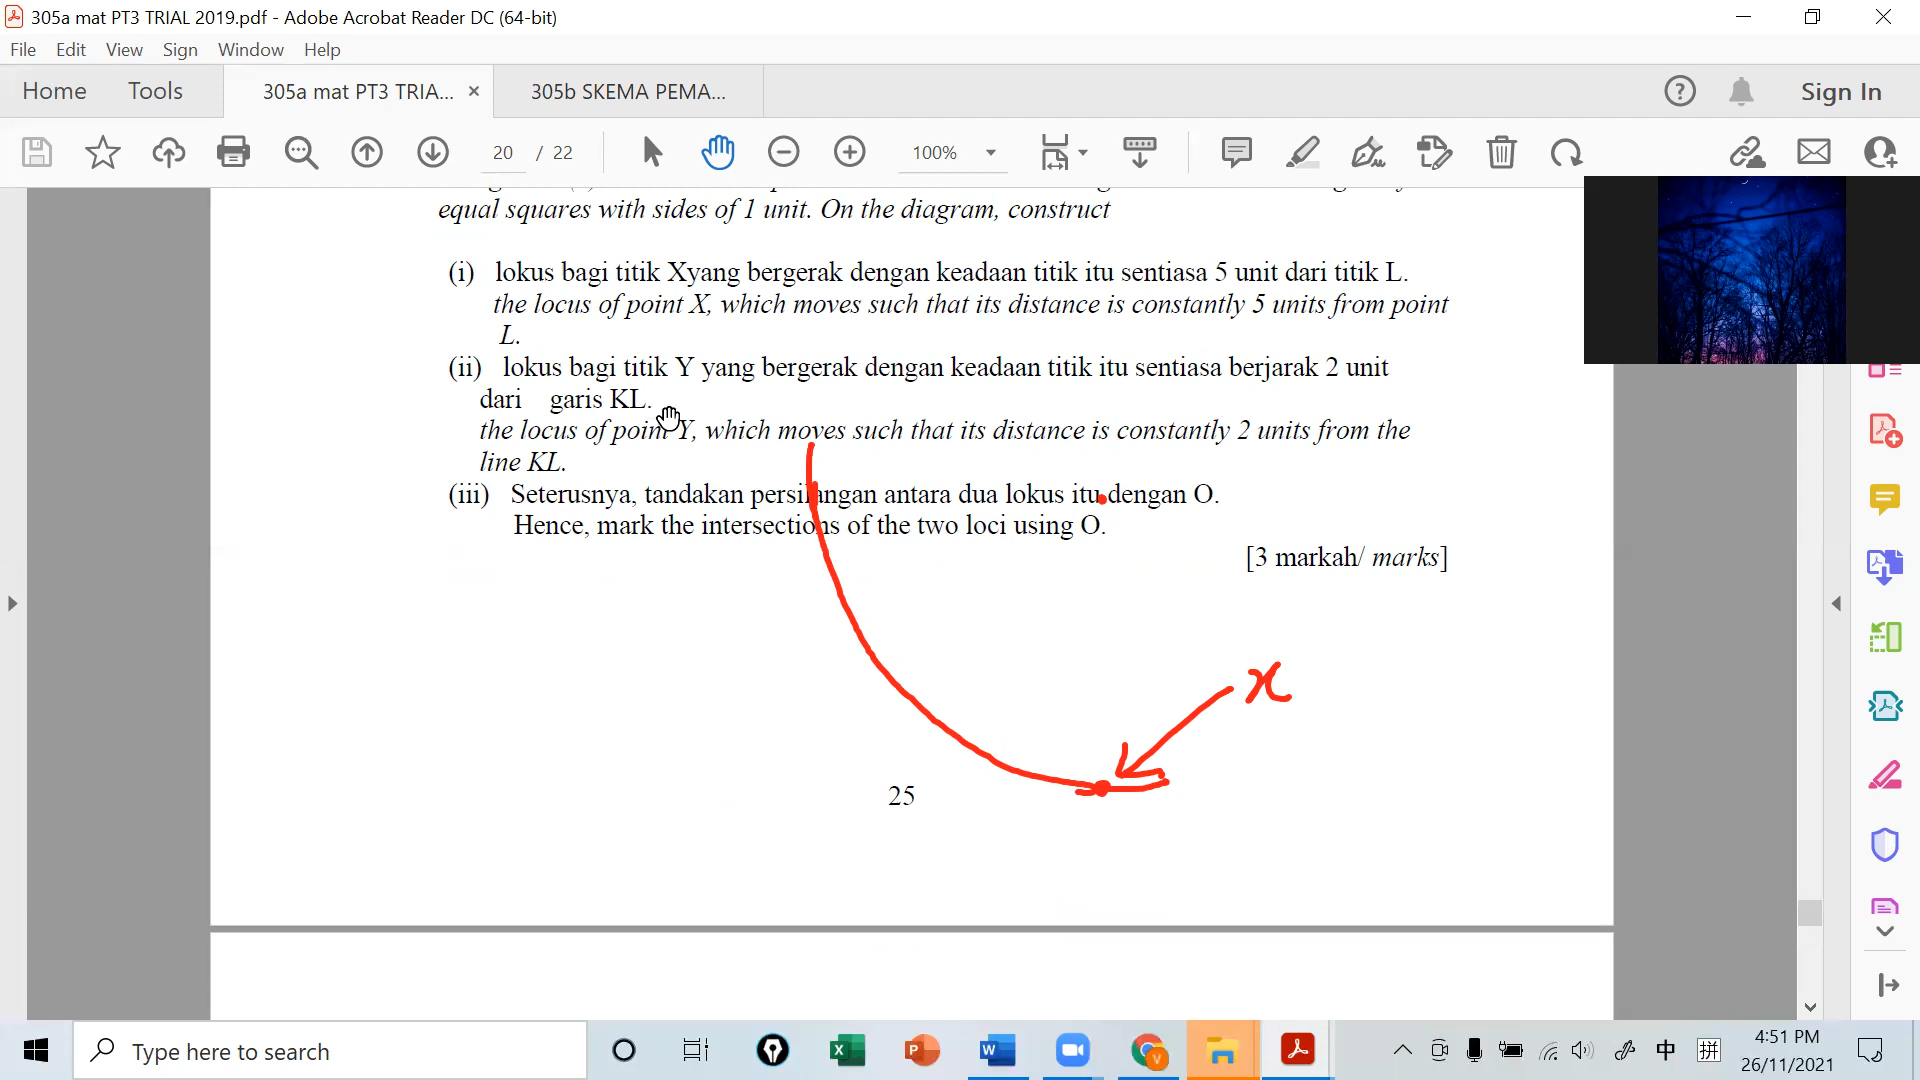 305a mat PT3 TRIAL 2019.pdf - Adobe Acrobat Reader DC (64-bit)
File Edit View Sign Window Help
Home Tools 305a mat PT3 TRIA... × 305b SKEMA PEMA... Sign In
20 / 22 100%
equal squares with sides of 1 unit. On the diagram, construct
(i) lokus bagi titik Xyang bergerak dengan keadaan titik itu sentiasa 5 unit dari titik L.
the locus of point X, which moves such that its distance is constantly 5 units from point
L.
(ii) lokus bagi titik Y yang bergerak dengan keadaan titik itu sentiasa berjarak 2 unit
dari garis KL.
the locus of point Y, which moves such that its distance is constantly 2 units from the
line KL.
(iii) Seterusnya, tandakan persilangan antara dua lokus itu dengan O.
Hence, mark the intersections of the two loci using O.
[3 markah/ marks]
x
25
Type here to search
中 拼 4:51 PM
26/11/2021